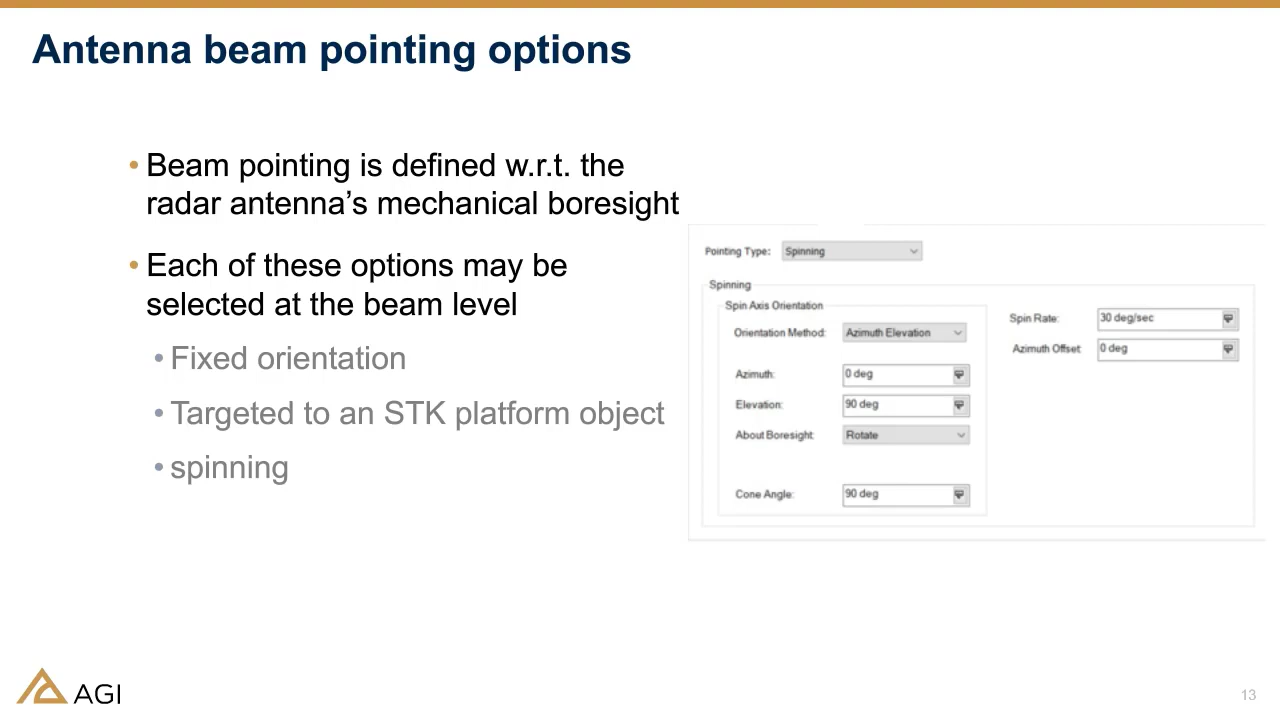 Antenna beam pointing options
• Beam pointing is defined w.r.t. the
radar antenna’s mechanical boresight
• Each of these options may be
selected at the beam level
• Fixed orientation
• Targeted to an STK platform object
• spinning
Pointing Type: Spinning
Spinning
Spin Axis Orientation
Orientation Method: Azimuth Elevation
Azimuth: 0 deg
Elevation: 90 deg
About Boresight: Rotate
Cone Angle: 90 deg
Spin Rate: 30 deg/sec
Azimuth Offset: 0 deg
AGI
13